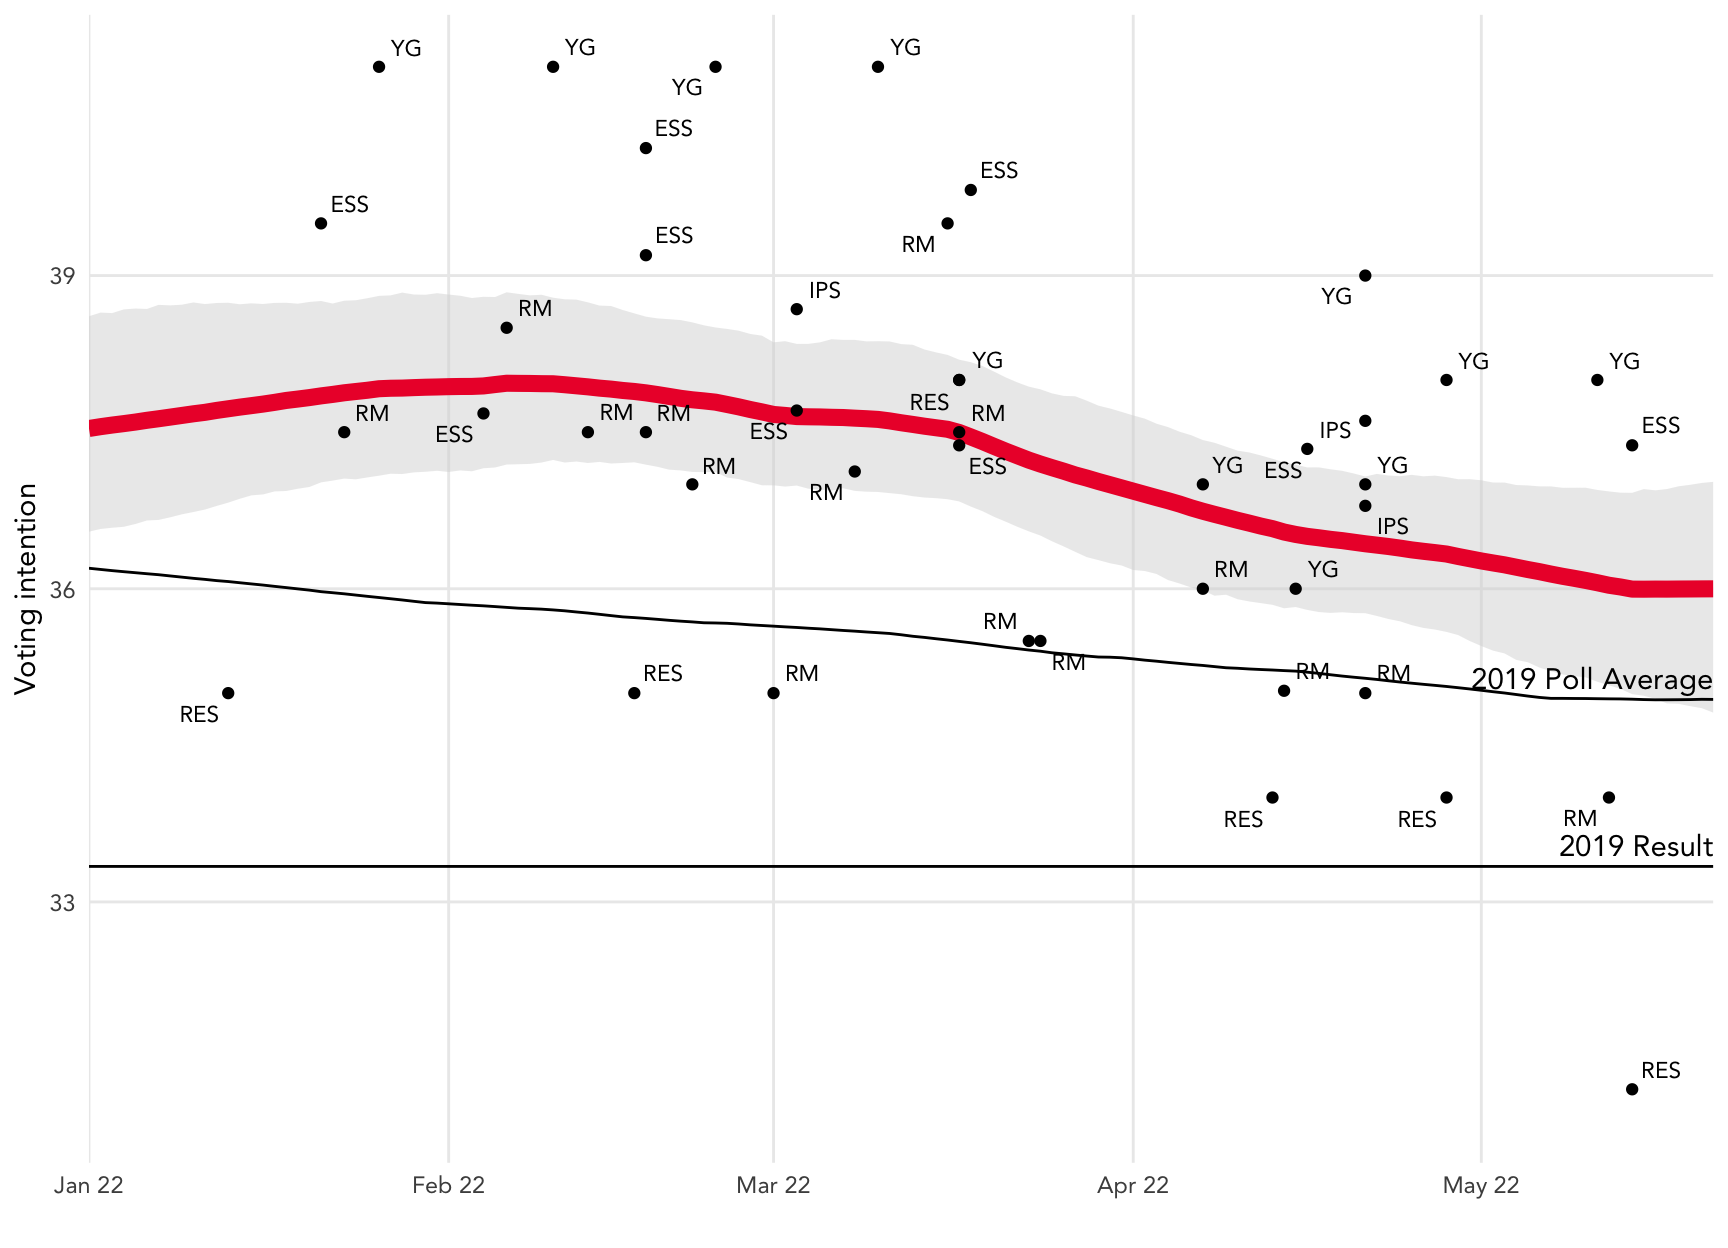 YG
YG
YG
YG
ESS
ESS
ESS
RM
ESS
39
IPS
YG
RM
YG
YG
YG
RES
RM
RM
RM
RM
ESS
ESS
IPS
ESS
RM
ESS
YG
ESS
YG
RM
IPS
Voting intention
36
RM
YG
RM
RM
RES
RM
RM
RM
2019 Poll Average
RES
RES
RES
RM
2019 Result
33
RES
Jan 22
Feb 22
Mar 22
Apr 22
May 22